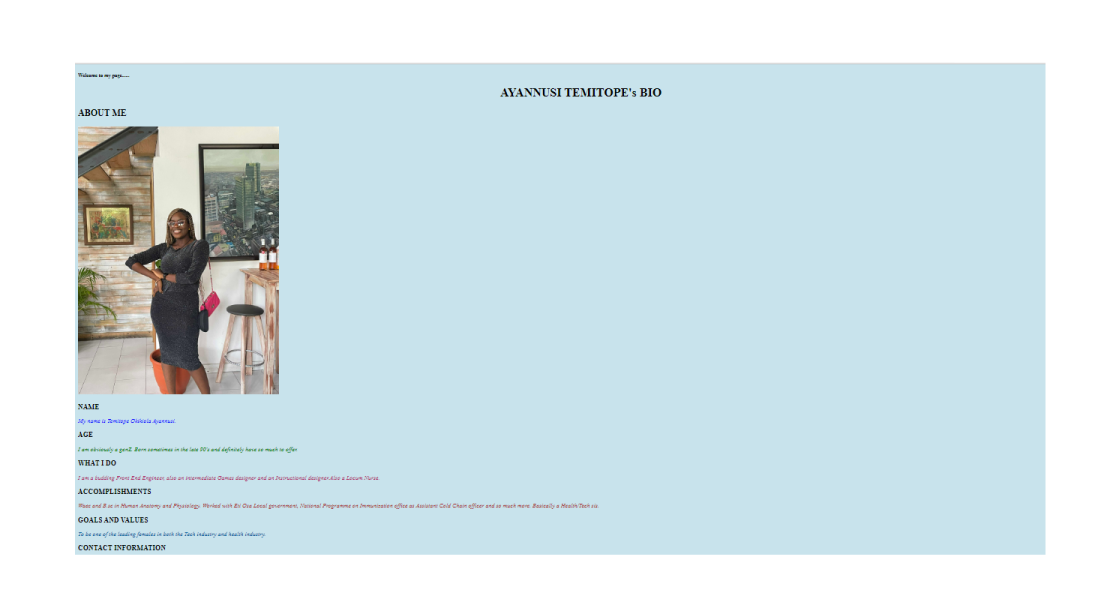 Welcome to my page.....
AYANNUSI TEMITOPE's BIO
ABOUT ME
NAME
My name is Temitope Ayannusi.
AGE
I am obviously a genZ. Born sometimes in the last 90's and definitely have so much to offer
WHAT I DO
I am a budding Front End Engineer, also an intermediate Games designer and an Instructional designer.Also a Locum Nurse.
ACCOMPLISHMENTS
and B.sc in Human Anatomy and Physiology. Worked with Local government, National Programme on Immunization office as Assistant Cold Chain officer and so much more. Basically a Health/Tech sis.
GOALS AND VALUES
To be one of the leading females in both the Tech industry and health industry.
CONTACT INFORMATION